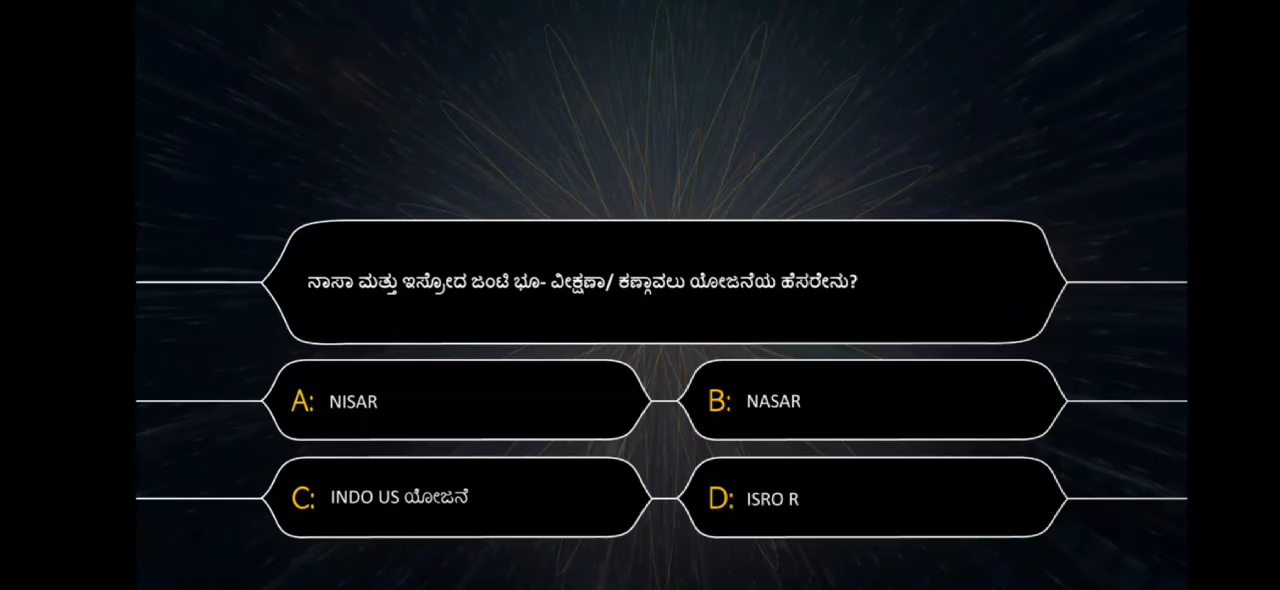 ನಾಸಾ ಮತ್ತು ಇಸ್ರೋದ ಜಂಟಿ ಭೂ- ವೀಕ್ಷಣಾ/ ಕಣ್ಗಾವಲು ಯೋಜನೆಯ ಹೆಸರೇನು?
A: NISAR
B: NASAR
C: INDO US ಯೋಜನೆ
D: ISRO R